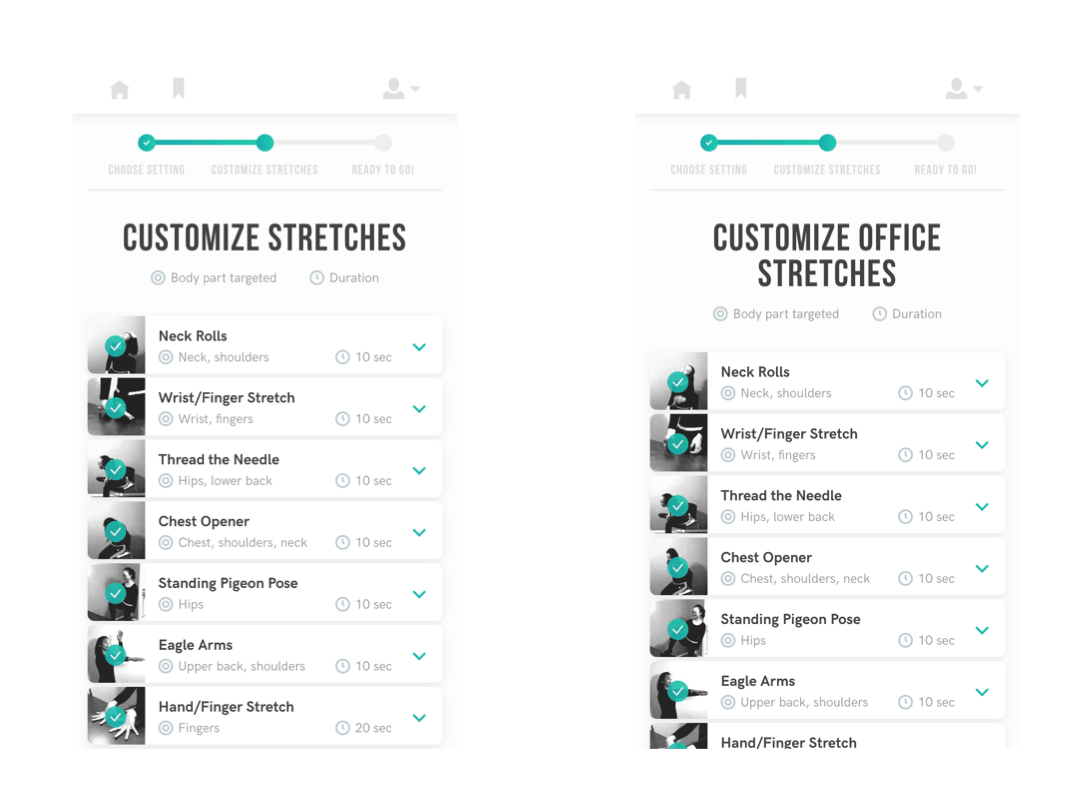 CHOOSE SETTING CUSTOMIZE STRETCHES READY TO GO!
CUSTOMIZE STRETCHES
Body part targeted Duration
Neck Rolls
Neck, shoulders 10 sec
Wrist/Finger Stretch
Wrist, fingers 10 sec
Thread the Needle
Hips, lower back 10 sec
Chest Opener
Chest, shoulders, neck 10 sec
Standing Pigeon Pose
Hips 10 sec
Eagle Arms
Upper back, shoulders 10 sec
Hand/Finger Stretch
Fingers 20 sec
CHOOSE SETTING CUSTOMIZE STRETCHES READY TO GO!
CUSTOMIZE OFFICE
STRETCHES
Body part targeted Duration
Neck Rolls
Neck, shoulders 10 sec
Wrist/Finger Stretch
Wrist, fingers 10 sec
Thread the Needle
Hips, lower back 10 sec
Chest Opener
Chest, shoulders, neck 10 sec
Standing Pigeon Pose
Hips 10 sec
Eagle Arms
Upper back, shoulders 10 sec
Hand/Finger Stretch